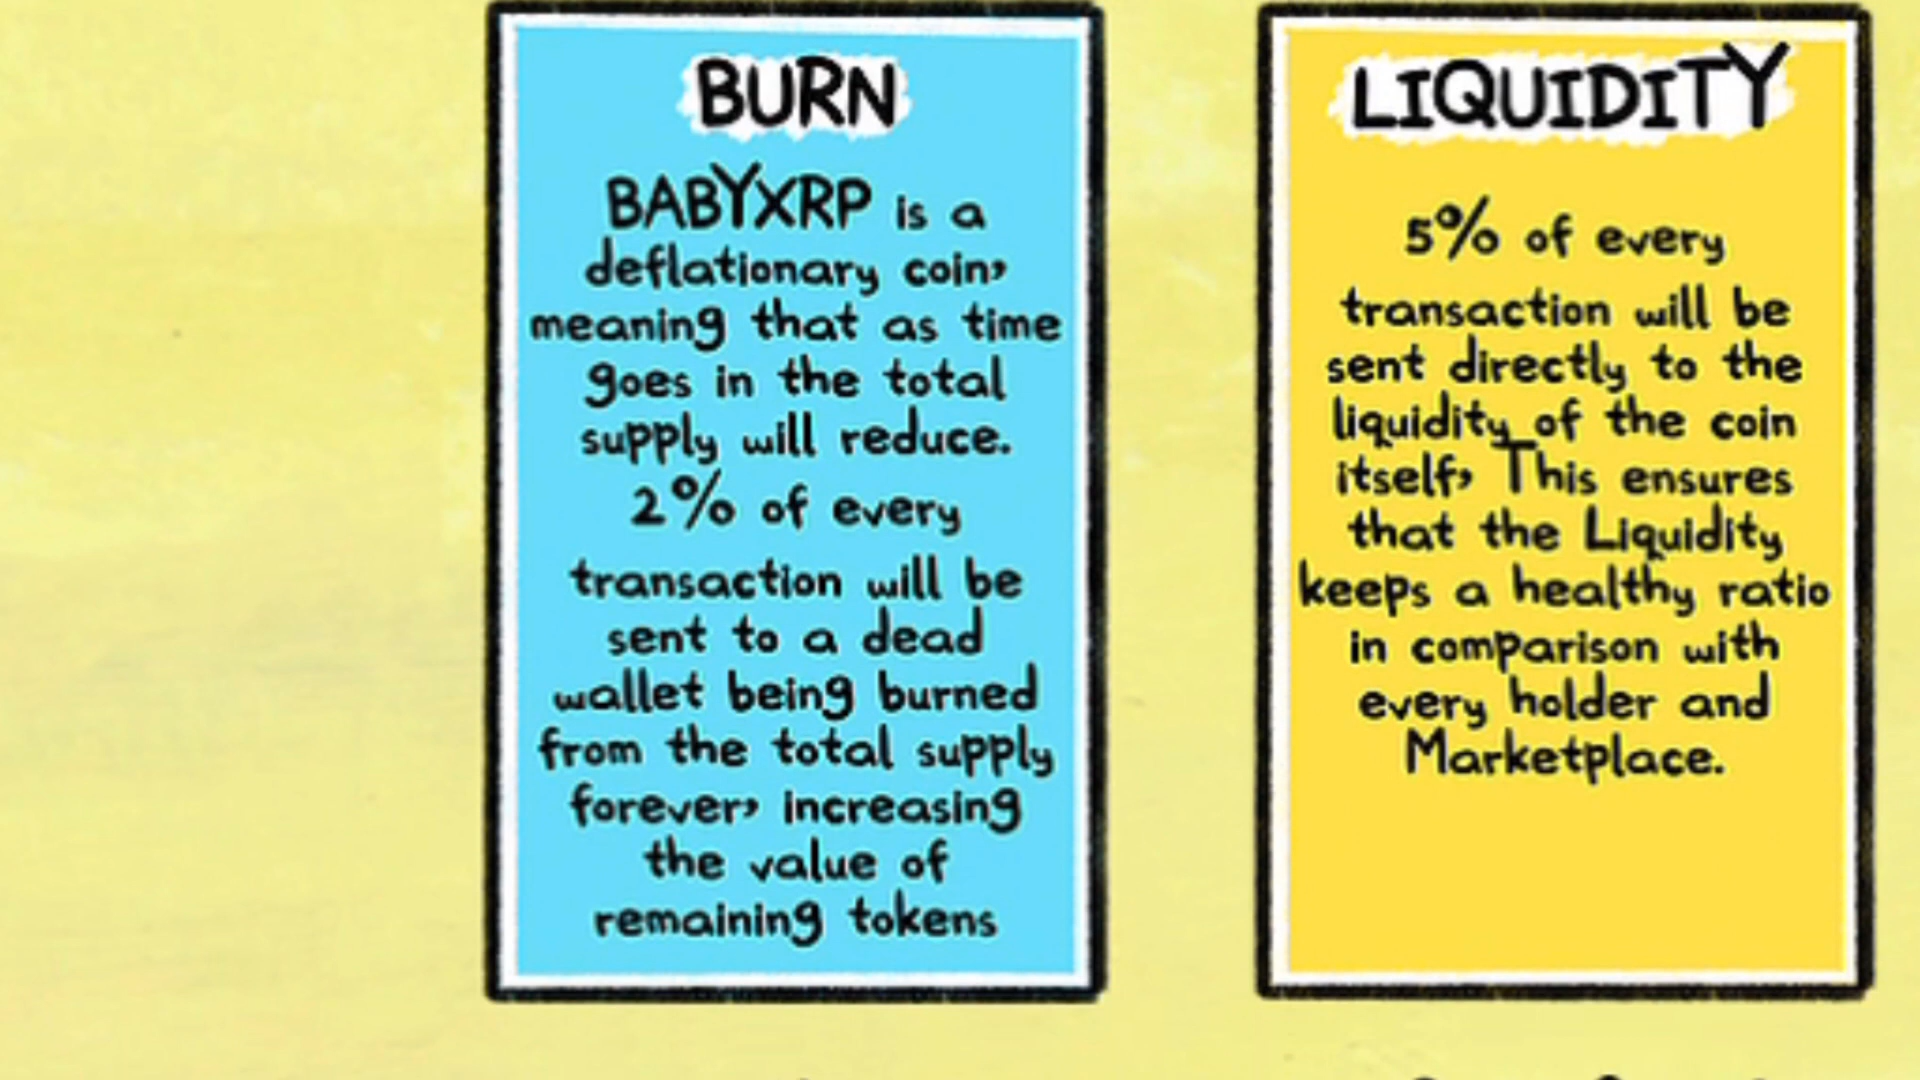 BURN
BABYXRP is a
deflationary coin,
meaning that as time
goes in the total
supply will reduce.
2% of every
transaction will be
sent to a dead
wallet being burned
from the total supply
forever, increasing
the value of
remaining tokens
LIQUIDITY
5% of every
transaction will be
sent directly to the
liquidity of the coin
itself, This ensures
that the Liquidity
keeps a healthy ratio
in comparison with
every holder and
Marketplace.